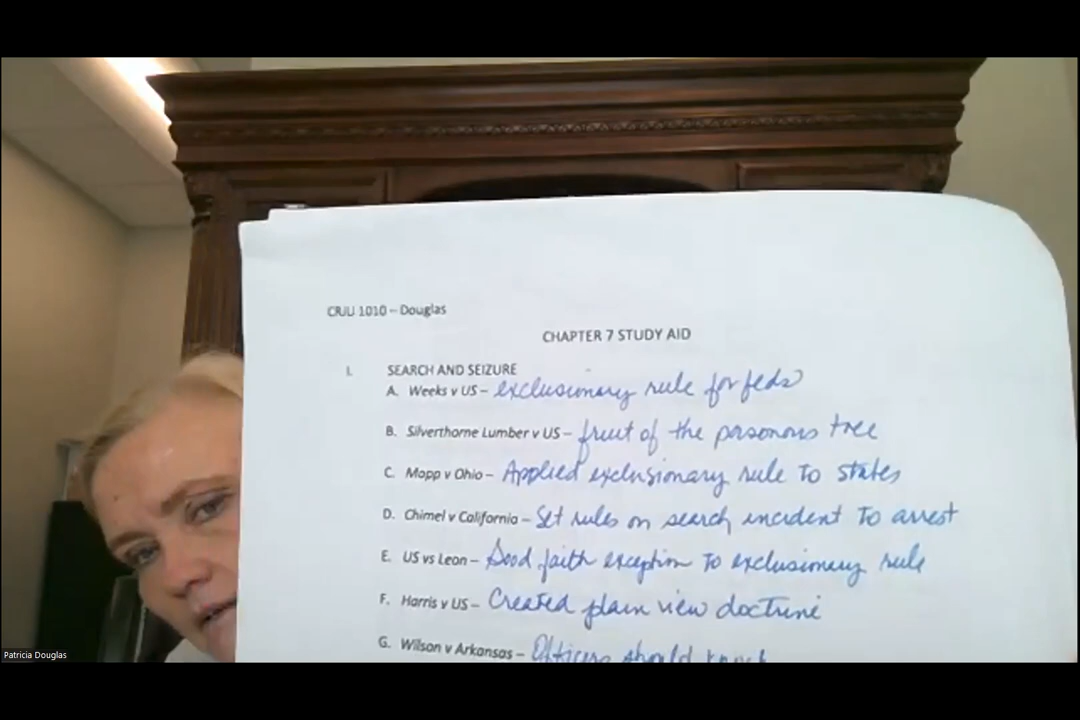 CRJU 1010 – Douglas
CHAPTER 7 STUDY AID
I. SEARCH AND SEIZURE
A. Weeks v US – exclusionary rule for feds
B. Silverthorne Lumber v US – fruit of the poisonous tree
C. Mapp v Ohio – Applied exclusionary rule to states
D. Chimel v California – Set rules on search incident to arrest
E. US vs Leon – Good faith exception to exclusionary rule
F. Harris v US – Created plain view doctrine
G. Wilson v Arkansas – Officers should knock
Patricia Douglas